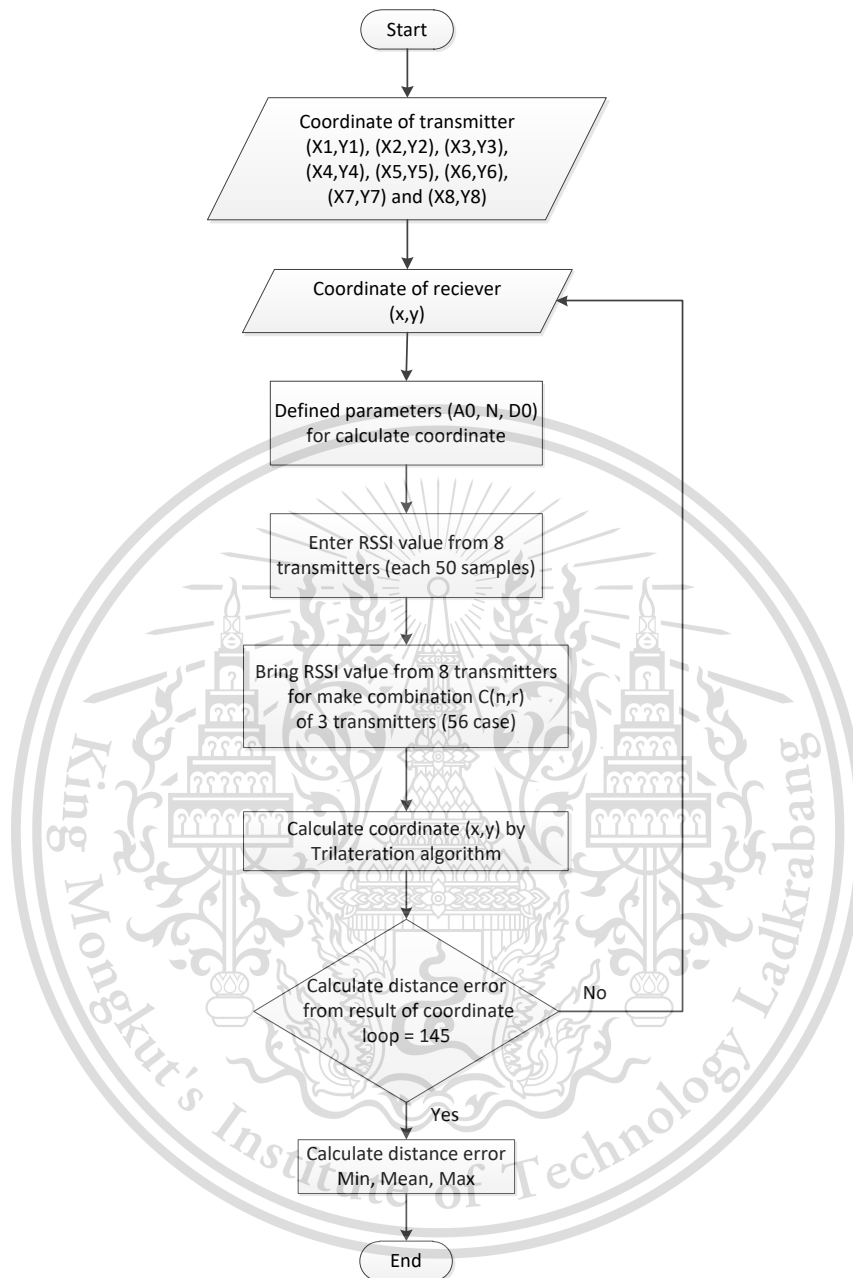 Start
Coordinate of transmitter
(X1,Y1), (X2,Y2), (X3,Y3),
(X4,Y4), (X5,Y5), (X6,Y6),
(X7,Y7) and (X8,Y8)
Coordinate of reciever
(x,y)
Defined parameters (A0, N, D0)
for calculate coordinate
Enter RSSI value from 8
transmitters (each 50 samples)
Bring RSSI value from 8 transmitters
for make combination C(n,r)
of 3 transmitters (56 case)
Calculate coordinate (x,y) by
Trilateration algorithm
Calculate distance error
from result of coordinate
loop = 145
No
Yes
Calculate distance error
Min, Mean, Max
End
King Mongkut's Institute of Technology Ladkrabang